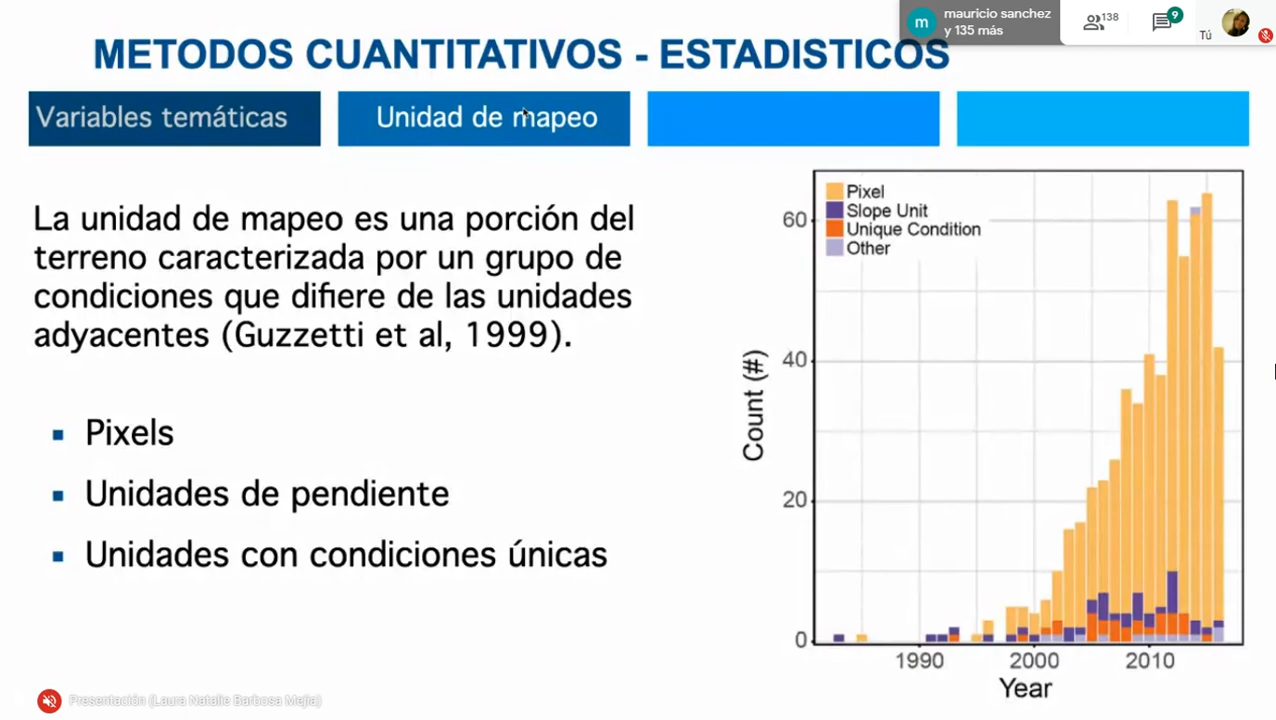 mauricio sanchez
y 135 más
138
9
Tú
METODOS CUANTITATIVOS - ESTADISTICOS
Variables temáticas
Unidad de mapeo
La unidad de mapeo es una porción del
terreno caracterizada por un grupo de
condiciones que difiere de las unidades
adyacentes (Guzzetti et al, 1999).
Pixels
Unidades de pendiente
Unidades con condiciones únicas
Pixel
Slope Unit
Unique Condition
Other
60
40
20
0
Count (#)
1990
2000
2010
Year
Presentación (Laura Natalie Barbosa Mejia)
m